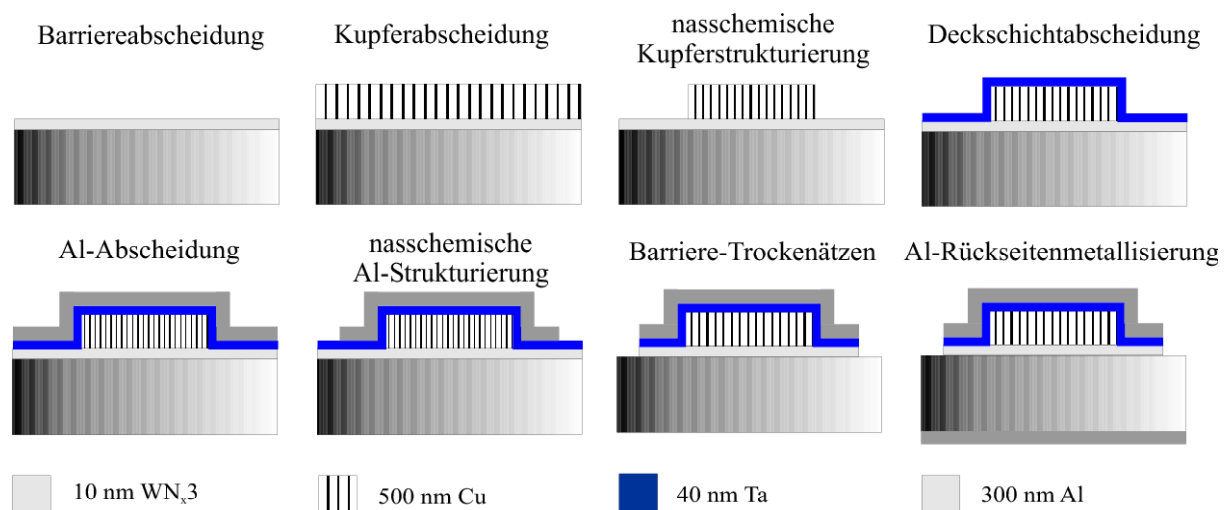 Barriereabscheidung
Kupferabscheidung
nasschemische
Kupferstrukturierung
Deckschichtabscheidung
Al-Abscheidung
nasschemische
Al-Strukturierung
Barriere-Trockenätzen
Al-Rückseitenmetallisierung
10 nm WNₓ3
500 nm Cu
40 nm Ta
300 nm Al